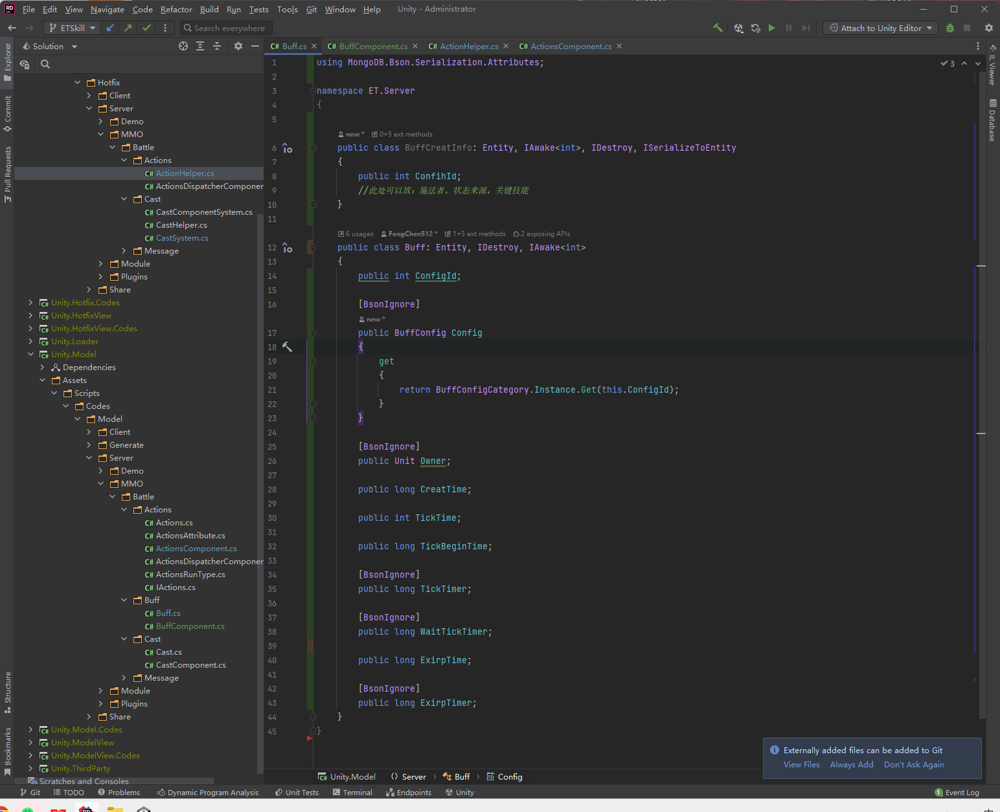 File Edit View Navigate Code Refactor Build Run Tests Tools Git Window Help Unity - Administrator
ETSkill Search everywhere Attach to Unity Editor
Solution
Buff.cs BuffComponent.cs ActionHelper.cs ActionsComponent.cs
Explorer
Commit
Pull Requests
Structure
Bookmarks
Hotfix
Client
Server
Demo
MMO
Battle
Actions
C# ActionHelper.cs
C# ActionsDispatcherComponer
Cast
C# CastComponentSystem.cs
C# CastHelper.cs
C# CastSystem.cs
Message
Module
Plugins
Share
Unity.Hotfix.Codes
Unity.HotfixView
Unity.HotfixView.Codes
Unity.Loader
Unity.Model
Dependencies
Assets
Scripts
Codes
Model
Client
Generate
Server
Demo
MMO
Battle
Actions
C# Actions.cs
C# ActionsAttribute.cs
C# ActionsComponent.cs
C# ActionsDispatcherComponer
C# ActionsRunType.cs
C# IActions.cs
Buff
C# Buff.cs
C# BuffComponent.cs
Cast
C# Cast.cs
C# CastComponent.cs
Message
Module
Plugins
Share
Unity.Model.Codes
Unity.ModelView
Unity.ModelView.Codes
Unity.ThirdParty
Scratches and Consoles
1 using MongoDB.Bson.Serialization.Attributes;
2
3 namespace ET.Server
4 {
5
new * 0+5 ext methods
6 public class BuffCreatInfo: Entity, IAwake<int>, IDestroy, ISerializeToEntity
7 {
8 public int ConfihId;
9 //此处可以放：施法者，状态来源，关键技能
10 }
11
6 usages FengChen512 * 1+5 ext methods 2 exposing APIs
12 public class Buff: Entity, IDestroy, IAwake<int>
13 {
14 public int ConfigId;
15
16 [BsonIgnore]
new *
17 public BuffConfig Config
18 {
19 get
20 {
21 return BuffConfigCategory.Instance.Get(this.ConfigId);
22 }
23 }
24
25 [BsonIgnore]
26 public Unit Owner;
27
28 public long CreatTime;
29
30 public int TickTime;
31
32 public long TickBeginTime;
33
34 [BsonIgnore]
35 public long TickTimer;
36
37 [BsonIgnore]
38 public long WaitTickTimer;
39
40 public long ExirpTime;
41
42 [BsonIgnore]
43 public long ExirpTimer;
44 }
45 }
3
IL Viewer
Database
Externally added files can be added to Git
View Files Always Add Don't Ask Again
Unity.Model Server Buff Config
Git TODO Problems Dynamic Program Analysis Unit Tests Terminal Endpoints Unity 1 Event Log